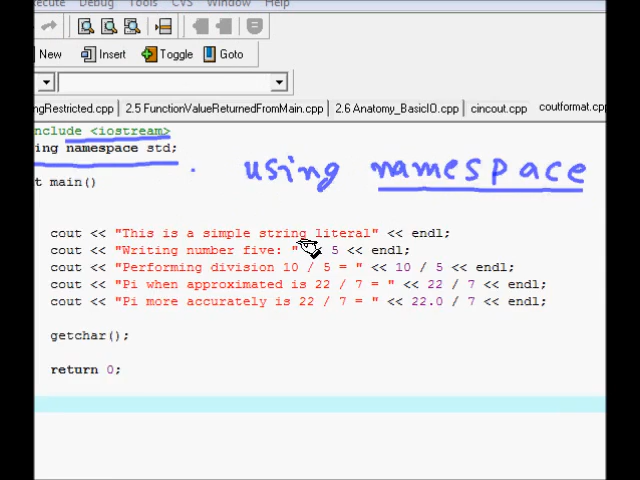 ecute Debug Tools CVS Window Help
New Insert Toggle Goto
ngRestricted.cpp 2.5 FunctionValueReturnedFromMain.cpp 2.6 Anatomy_BasicIO.cpp cincout.cpp coutformat.cpp
nclude <iostream>
ing namespace std;
using namespace
t main()
cout << "This is a simple string literal" << endl;
cout << "Writing number five: " << 5 << endl;
cout << "Performing division 10 / 5 = " << 10 / 5 << endl;
cout << "Pi when approximated is 22 / 7 = " << 22 / 7 << endl;
cout << "Pi more accurately is 22 / 7 = " << 22.0 / 7 << endl;
getchar();
return 0;